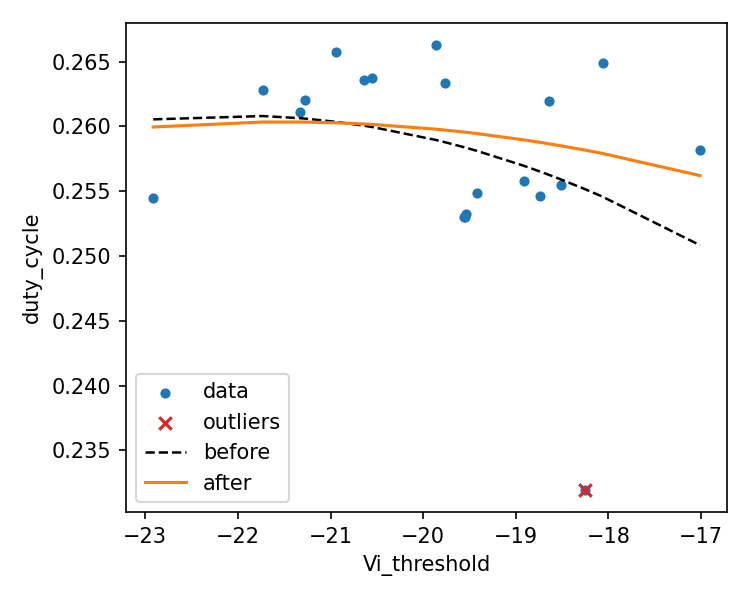 0.265
0.260
0.255
0.250
0.245
0.240
0.235
duty_cycle
data
outliers
before
after
−23 −22 −21 −20 −19 −18 −17
Vi_threshold